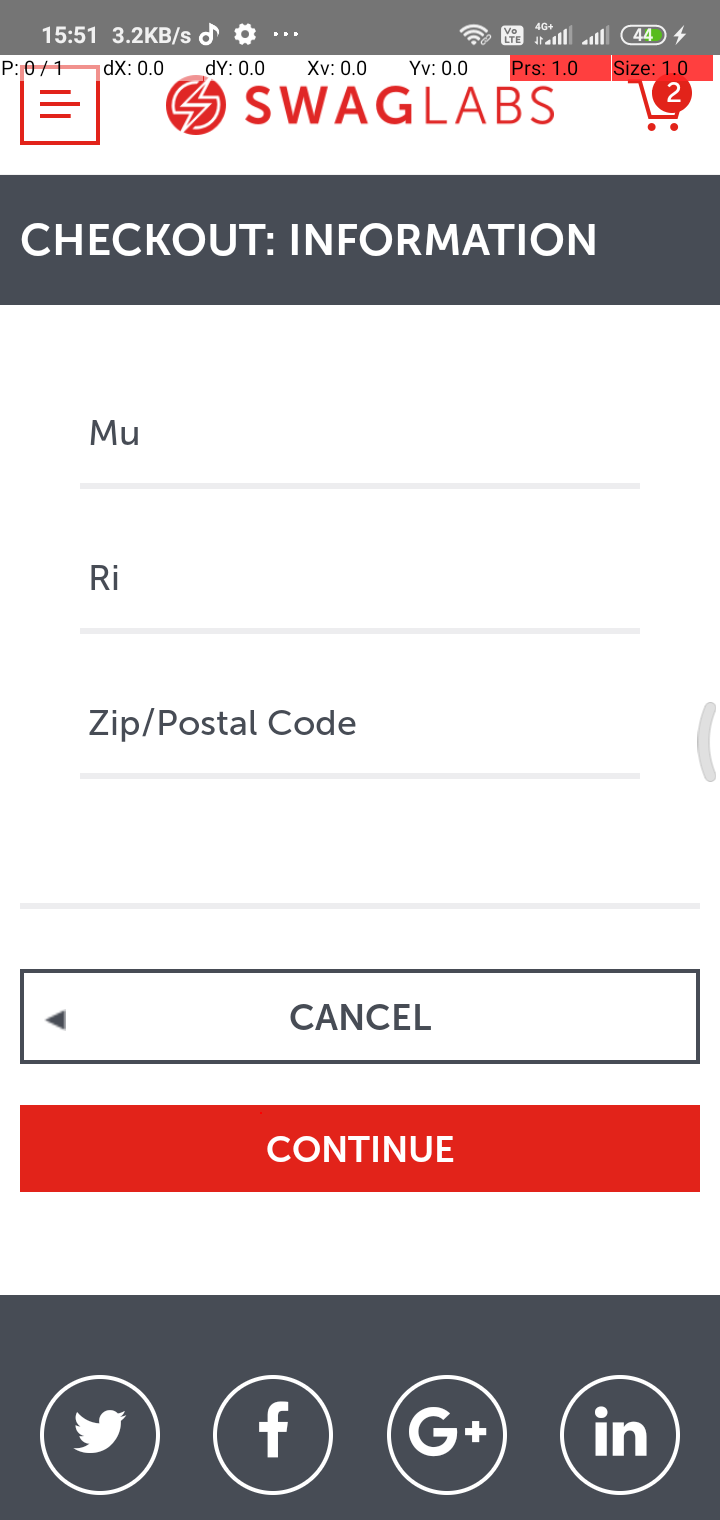 15:51 3.2KB/s ...
Vo LTE 4G+ 44
P: 0 / 1 dX: 0.0 dY: 0.0 Xv: 0.0 Yv: 0.0 Prs: 1.0 Size: 1.0
SWAGLABS 2
CHECKOUT: INFORMATION
Mu
Ri
Zip/Postal Code
CANCEL
CONTINUE
f G+ in